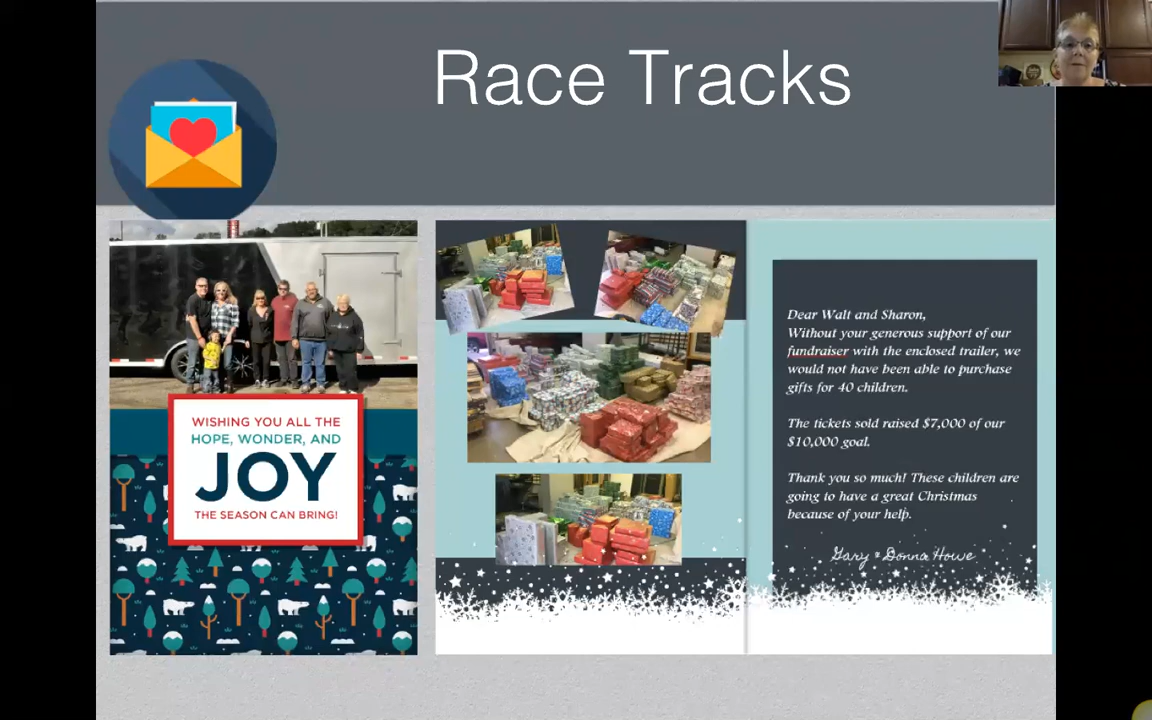 Race Tracks
WISHING YOU ALL THE
HOPE, WONDER, AND
JOY
THE SEASON CAN BRING!
Dear Walt and Sharon,
Without your generous support of our
fundraiser with the enclosed trailer, we
would not have been able to purchase
gifts for 40 children.
The tickets sold raised $7,000 of our
$10,000 goal.
Thank you so much! These children are
going to have a great Christmas
because of your help.
Gary & Donna Howe